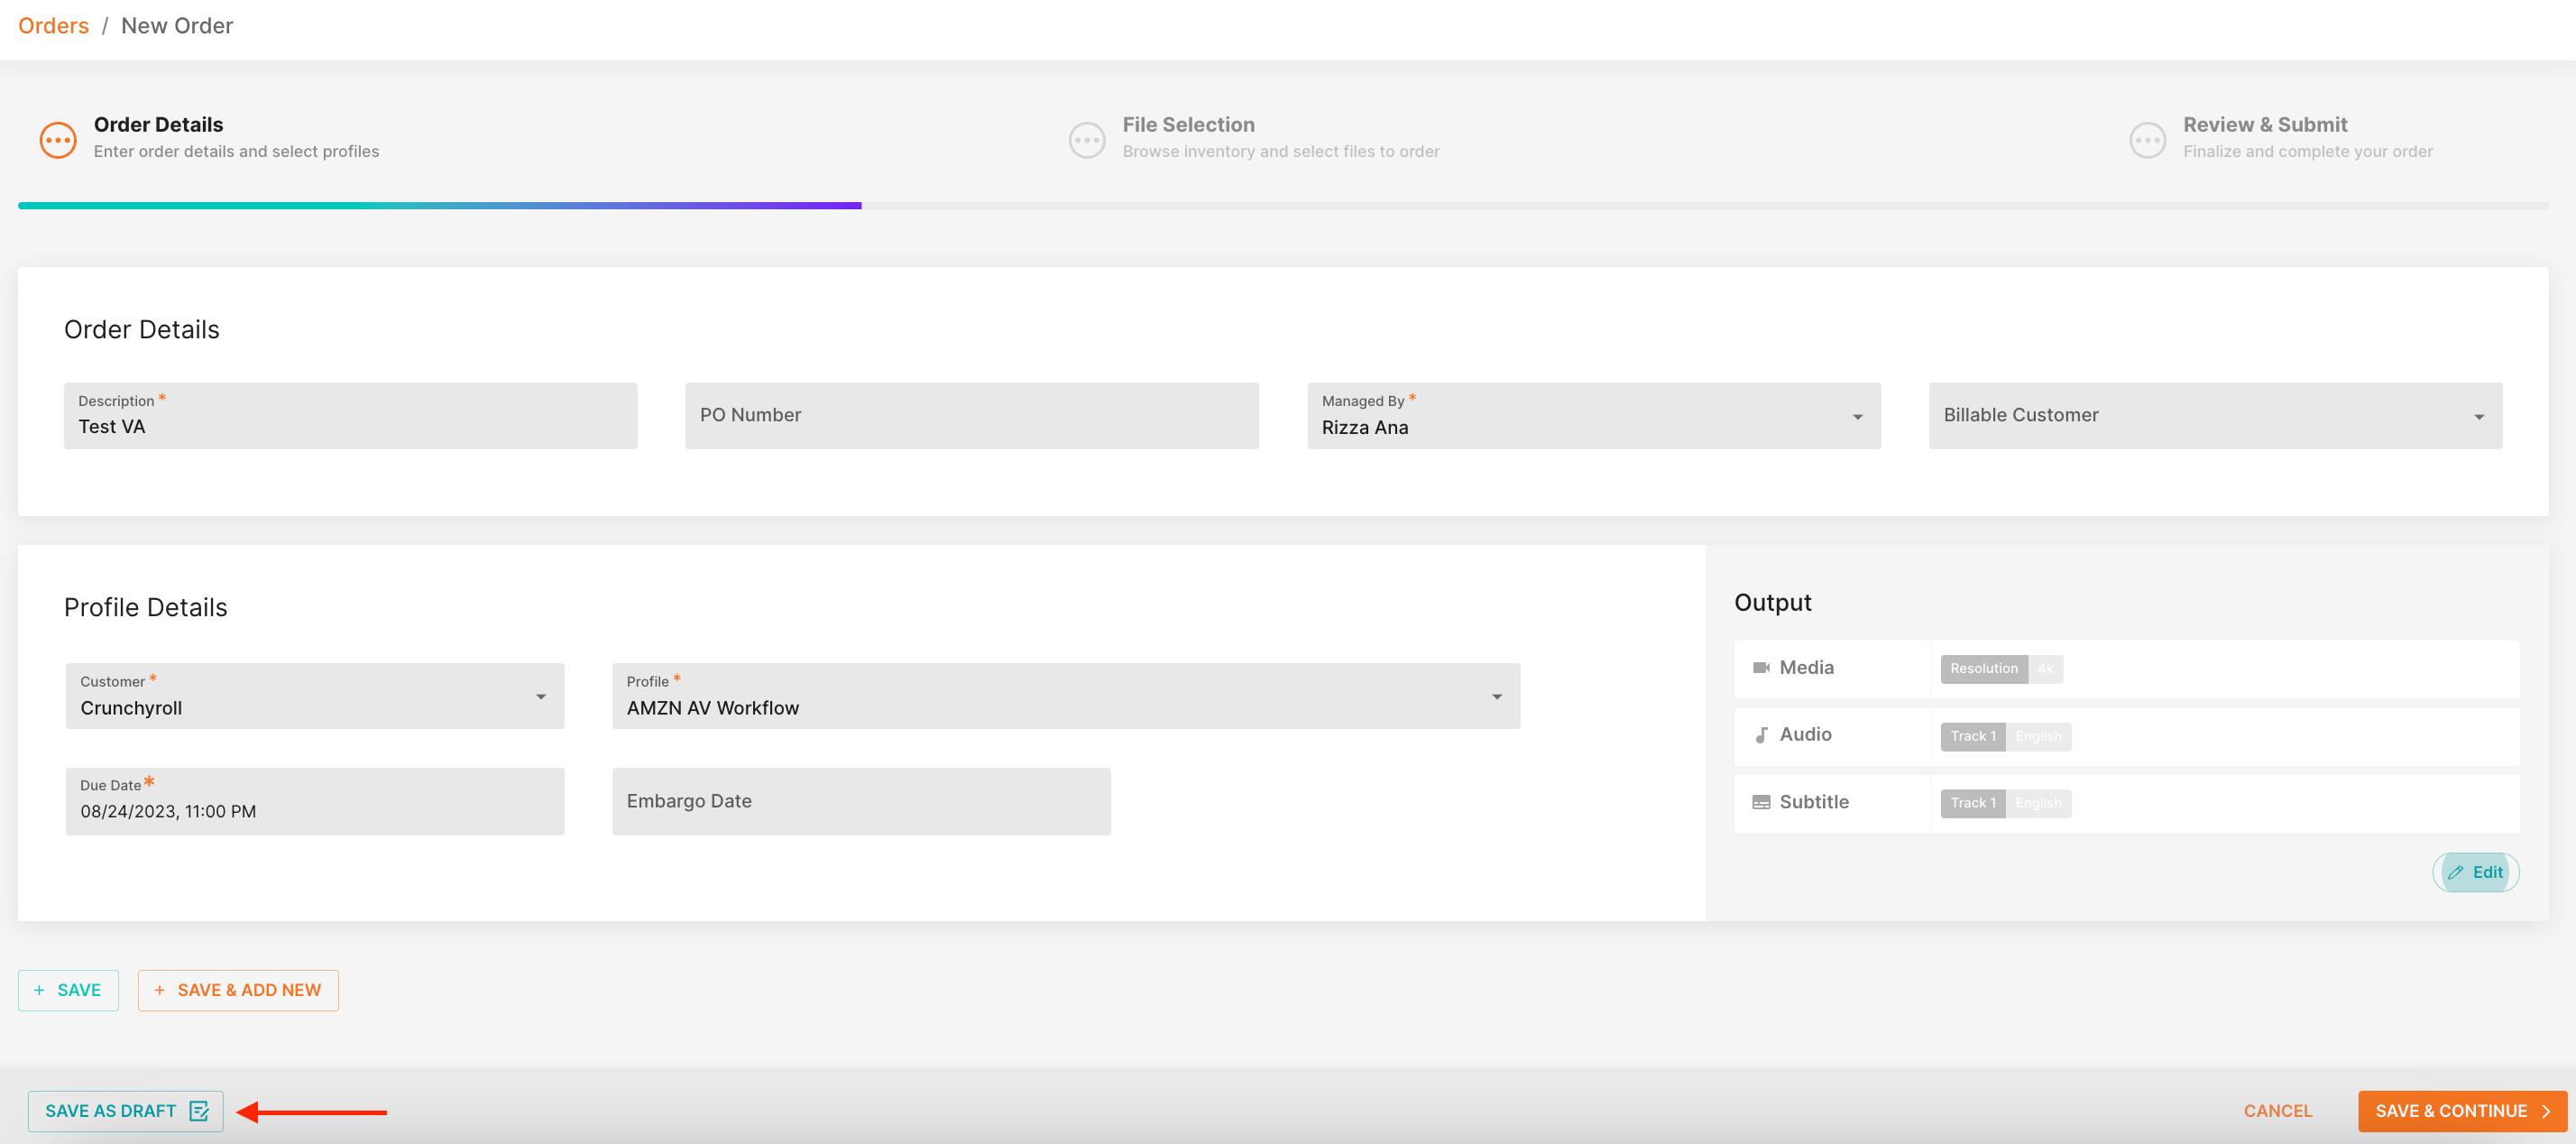 Orders / New Order
Order Details
Enter order details and select profiles
File Selection
Browse inventory and select files to order
Review & Submit
Finalize and complete your order
Order Details
Description *
Test VA
PO Number
Managed By *
Rizza Ana
Billable Customer
Profile Details
Customer *
Crunchyroll
Profile *
AMZN AV Workflow
Due Date *
08/24/2023, 11:00 PM
Embargo Date
Output
Media
Resolution 4k
Audio
Track 1 English
Subtitle
Track 1 English
Edit
+ SAVE
+ SAVE & ADD NEW
SAVE AS DRAFT
CANCEL
SAVE & CONTINUE >